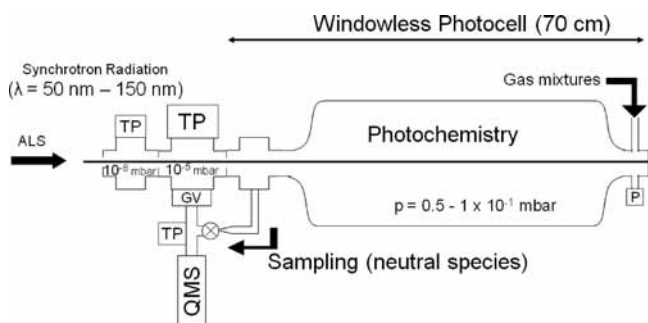 Windowless Photocell (70 cm)
Synchrotron Radiation
(λ = 50 nm – 150 nm)
Gas mixtures
TP
TP
Photochemistry
ALS
10⁻⁸ mbar
10⁻⁵ mbar
GV
P
p = 0.5 - 1 x 10⁻¹ mbar
TP
Sampling (neutral species)
QMS